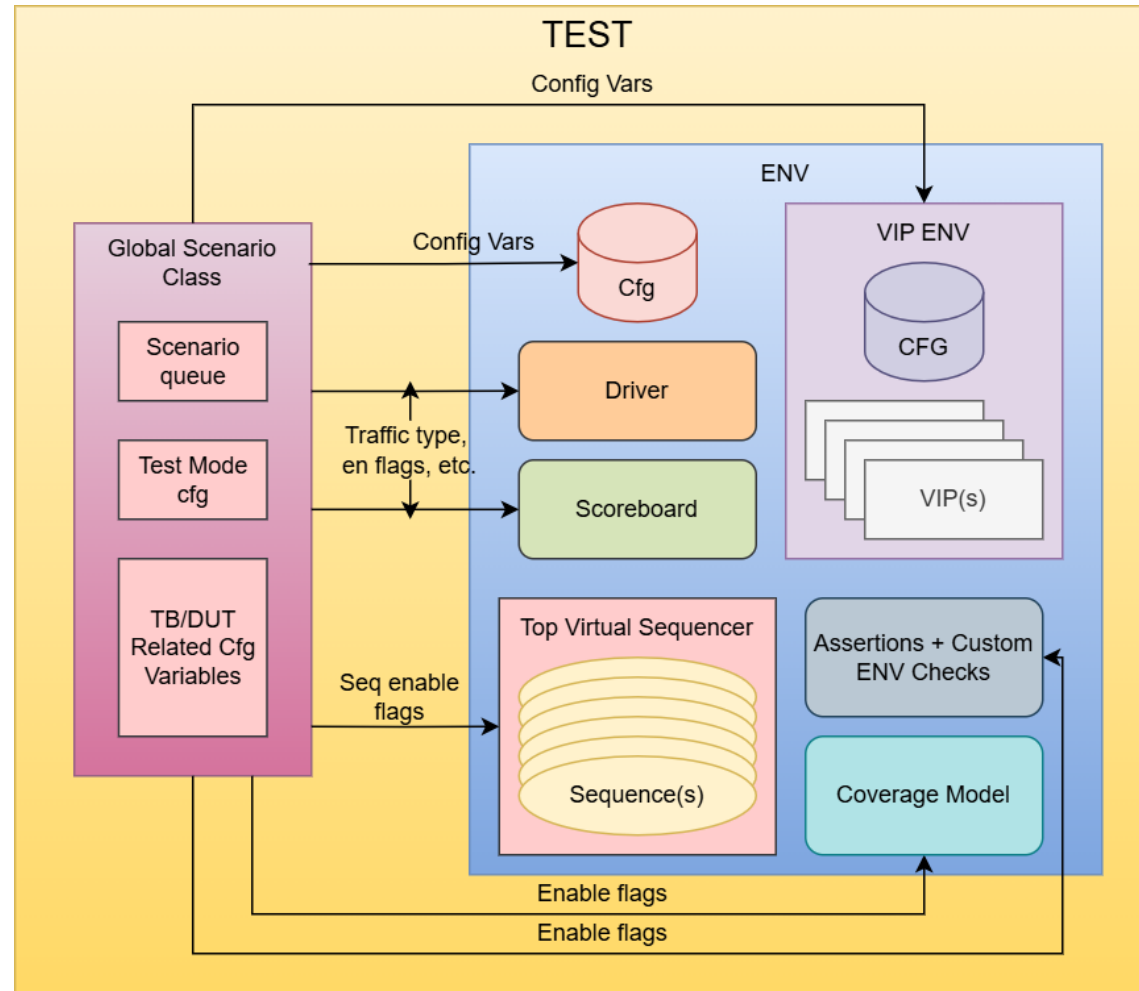 TEST
Config Vars
ENV
Global Scenario
Class
Scenario
queue
Test Mode
cfg
TB/DUT
Related Cfg
Variables
Config Vars
Cfg
Driver
Traffic type,
en flags, etc.
Scoreboard
VIP ENV
CFG
VIP(s)
Seq enable
flags
Top Virtual Sequencer
Sequence(s)
Assertions + Custom
ENV Checks
Coverage Model
Enable flags
Enable flags